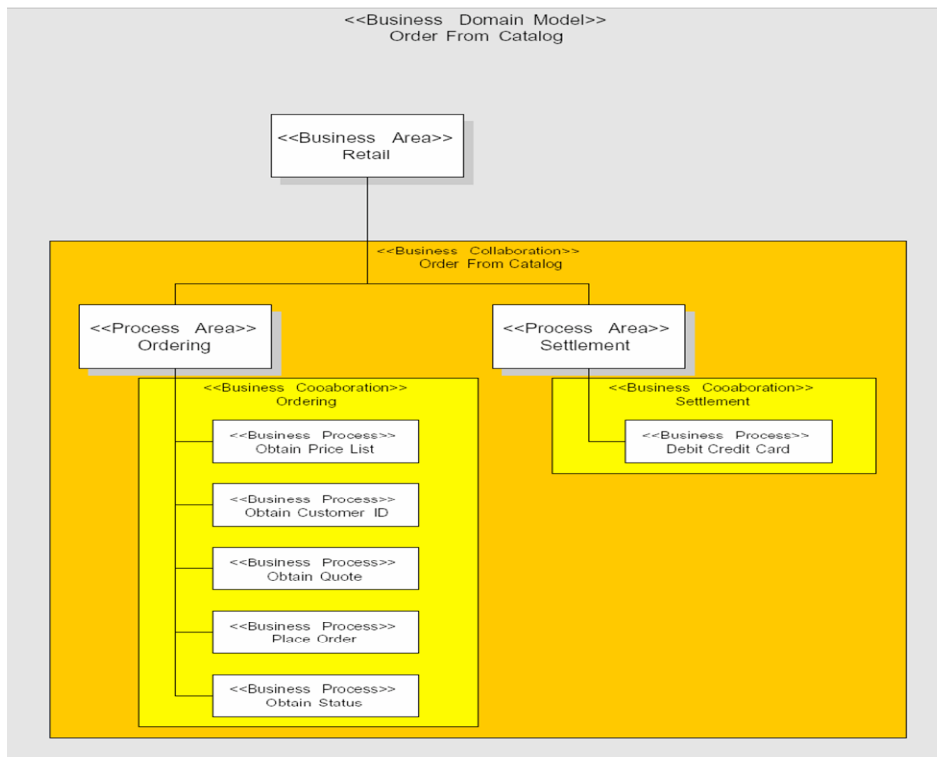 <<Business Domain Model>>
Order From Catalog
<<Business Area>>
Retail
<<Business Collaboration>>
Order From Catalog
<<Process Area>>
Ordering
<<Process Area>>
Settlement
<<Business Cooaboration>>
Ordering
<<Business Process>>
Obtain Price List
<<Business Process>>
Obtain Customer ID
<<Business Process>>
Obtain Quote
<<Business Process>>
Place Order
<<Business Process>>
Obtain Status
<<Business Cooaboration>>
Settlement
<<Business Process>>
Debit Credit Card